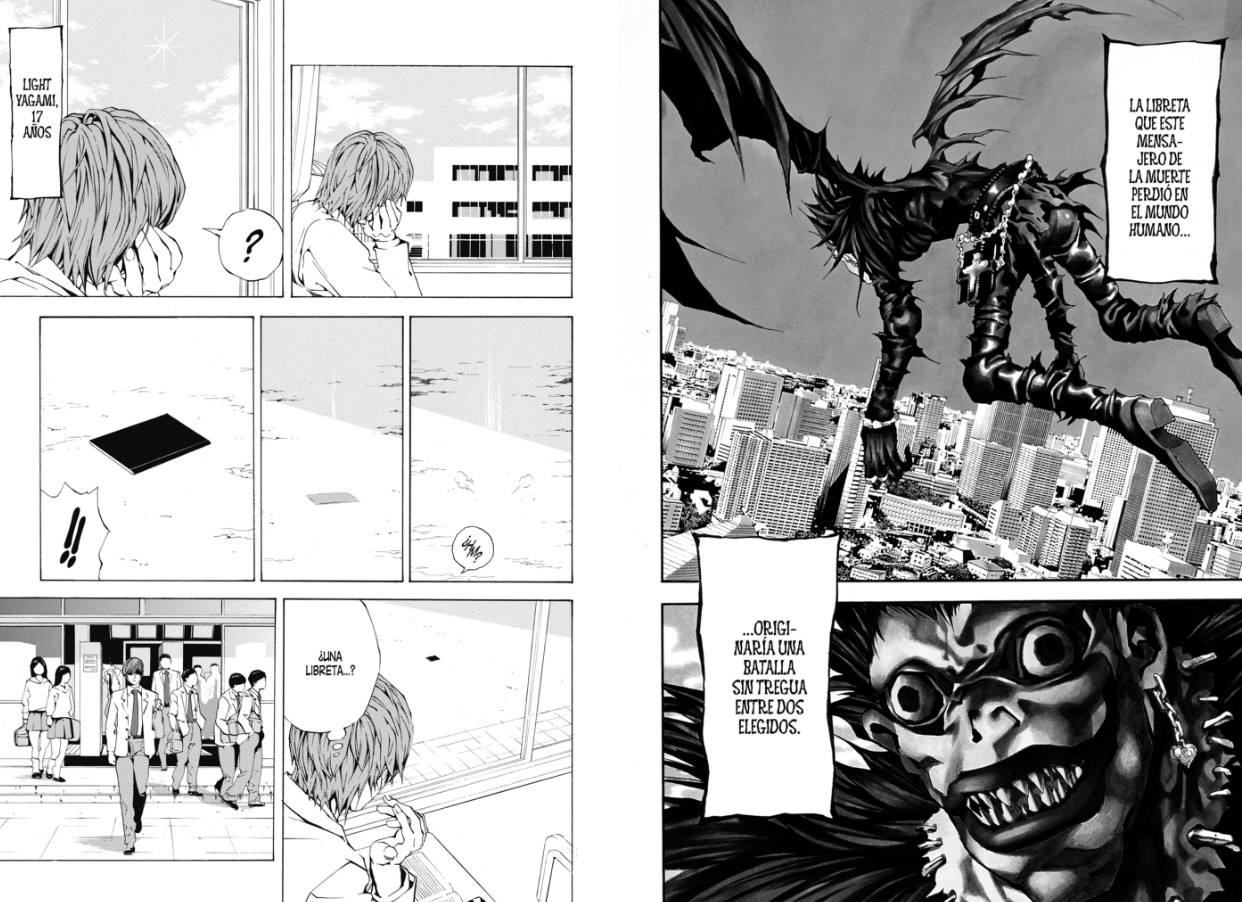 LA LIBRETA
QUE ESTE
MENSA-
JERO DE
LA MUERTE
PERDIÓ EN
EL MUNDO
HUMANO...
...ORIGI-
NARÍA UNA
BATALLA
SIN TREGUA
ENTRE DOS
ELEGIDOS.
?
LIGHT
YAGAMI,
17
AÑOS
!!
¿UNA
LIBRETA...?